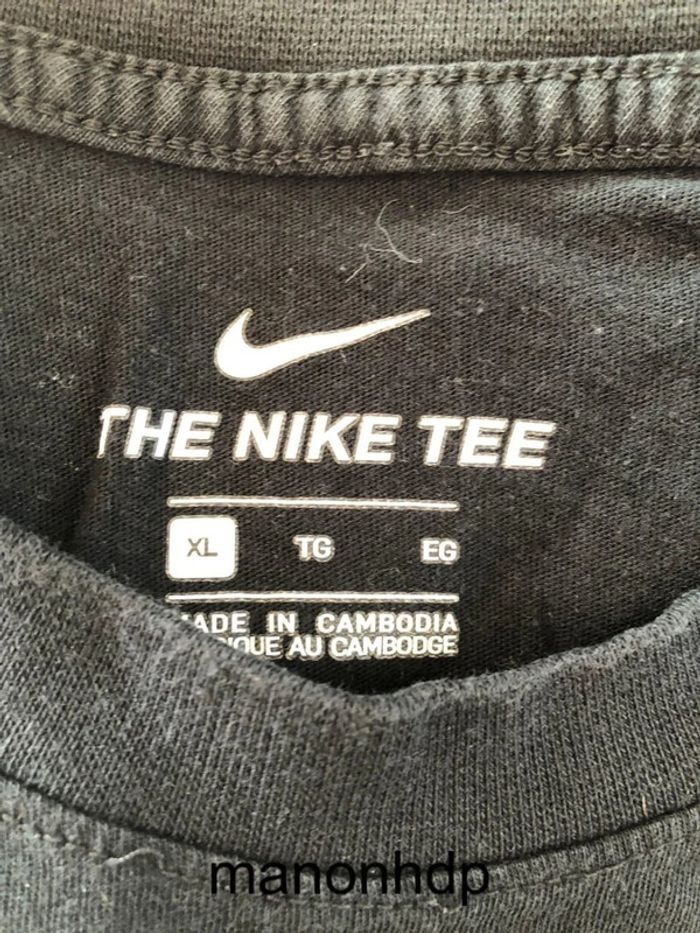 THE NIKE TEE
XL TG EG
MADE IN CAMBODIA
AU CAMBODGE
manonhdp